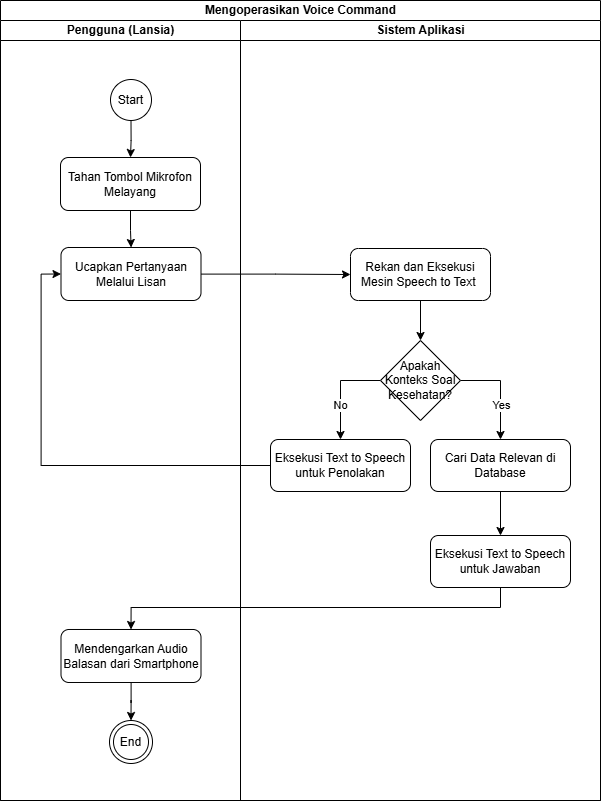 Mengoperasikan Voice Command
Pengguna (Lansia)
Sistem Aplikasi
Start
Tahan Tombol Mikrofon
Melayang
Ucapkan Pertanyaan
Melalui Lisan
Rekan dan Eksekusi
Mesin Speech to Text
Apakah
Konteks Soal
Kesehatan?
No
Yes
Eksekusi Text to Speech
untuk Penolakan
Cari Data Relevan di
Database
Eksekusi Text to Speech
untuk Jawaban
Mendengarkan Audio
Balasan dari Smartphone
End